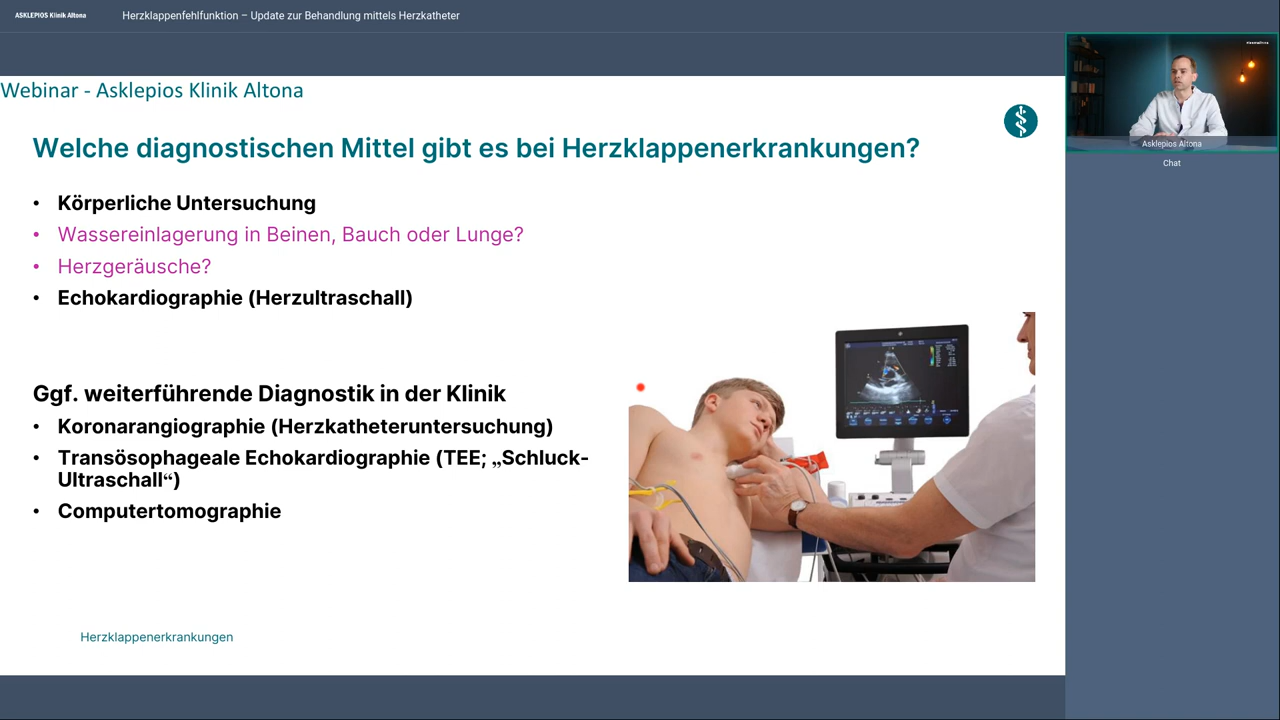 ASKLEPIOS Klinik Altona
Herzklappenfehlfunktion – Update zur Behandlung mittels Herzkatheter
Webinar - Asklepios Klinik Altona
Welche diagnostischen Mittel gibt es bei Herzklappenerkrankungen?
• Körperliche Untersuchung
• Wassereinlagerung in Beinen, Bauch oder Lunge?
• Herzgeräusche?
• Echokardiographie (Herzultraschall)
Ggf. weiterführende Diagnostik in der Klinik
• Koronarangiographie (Herzkatheteruntersuchung)
• Transösophageale Echokardiographie (TEE; „Schluck-
Ultraschall“)
• Computertomographie
Herzklappenerkrankungen
Asklepios Altona
Chat